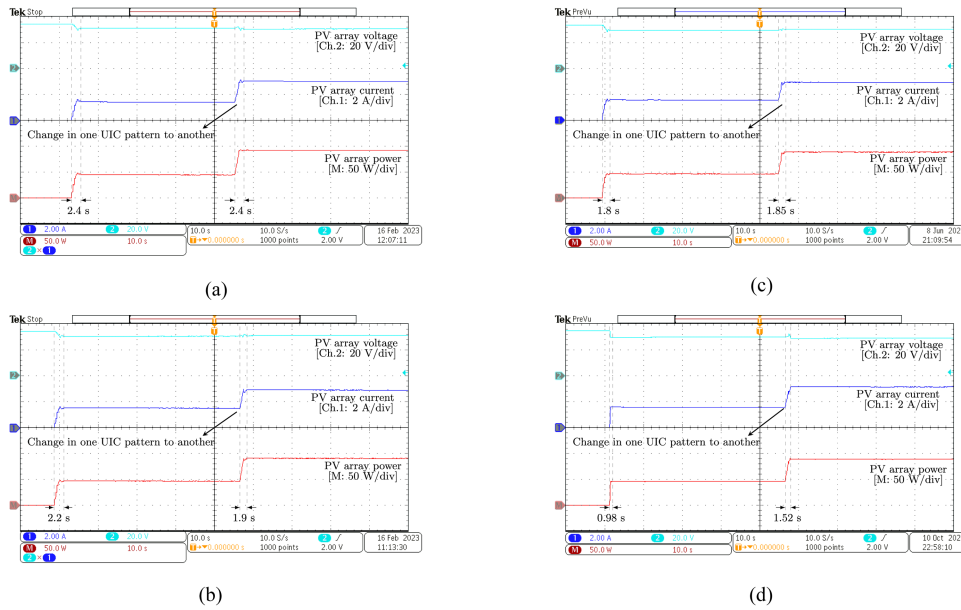 Tek Stop
T
PV array voltage
[Ch.2: 20 V/div]
2
PV array current
[Ch.1: 2 A/div]
1
Change in one UIC pattern to another
PV array power
[M: 50 W/div]
2.4 s
2.4 s
1 2.00 A 2 20.0 V
M 50.0 W 10.0 s
2 X 1
10.0 s 10.0 S/s 2
T→▼0.000000 s 1000 points 2.00 V
16 Feb 2023
12:07:11
(a)
Tek PreVu
T
PV array voltage
[Ch.2: 20 V/div]
2
PV array current
[Ch.1: 2 A/div]
1
Change in one UIC pattern to another
PV array power
[M: 50 W/div]
1.8 s
1.85 s
1 2.00 A 2 20.0 V
M 50.0 W 10.0 s
10.0 s 10.0 S/s 2
T→▼0.000000 s 1000 points 2.00 V
8 Jun 202
21:09:54
(c)
Tek Stop
T
PV array voltage
[Ch.2: 20 V/div]
2
PV array current
[Ch.1: 2 A/div]
1
Change in one UIC pattern to another
PV array power
[M: 50 W/div]
2.2 s
1.9 s
1 2.00 A 2 20.0 V
M 50.0 W 10.0 s
2 X 1
10.0 s 10.0 S/s 2
T→▼0.000000 s 1000 points 2.00 V
16 Feb 2023
11:13:30
(b)
Tek PreVu
T
PV array voltage
[Ch.2: 20 V/div]
2
PV array current
[Ch.1: 2 A/div]
1
Change in one UIC pattern to another
PV array power
[M: 50 W/div]
0.98 s
1.52 s
1 2.00 A 2 20.0 V
M 50.0 W 10.0 s
10.0 s 10.0 S/s 2
T→▼0.000000 s 1000 points 2.00 V
10 Oct 202
22:58:10
(d)